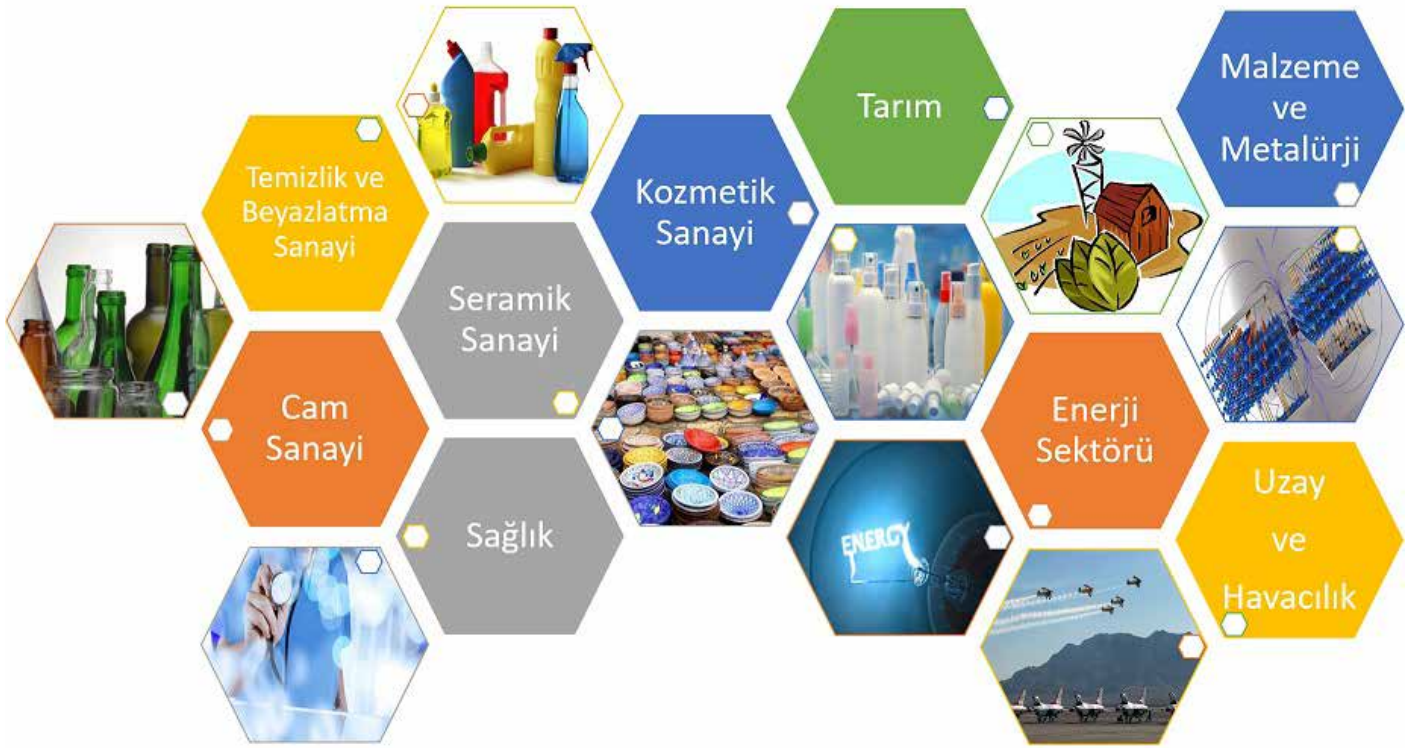 Temizlik ve
Beyazlatma
Sanayi
Cam
Sanayi
Seramik
Sanayi
Sağlık
Kozmetik
Sanayi
Tarım
ENERGY
Enerji
Sektörü
Malzeme
ve
Metalürji
Uzay
ve
Havacılık